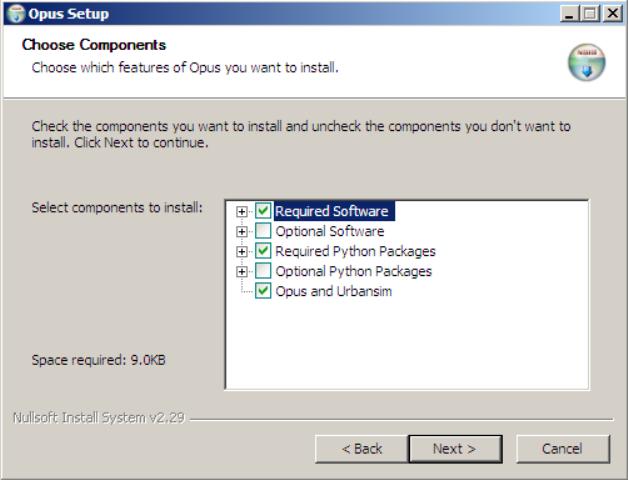 Opus Setup
Choose Components
Choose which features of Opus you want to install.
Check the components you want to install and uncheck the components you don't want to
install. Click Next to continue.
Select components to install:
Required Software
Optional Software
Required Python Packages
Optional Python Packages
Opus and Urbansim
Space required: 9.0KB
Nullsoft Install System v2.29
< Back
Next >
Cancel